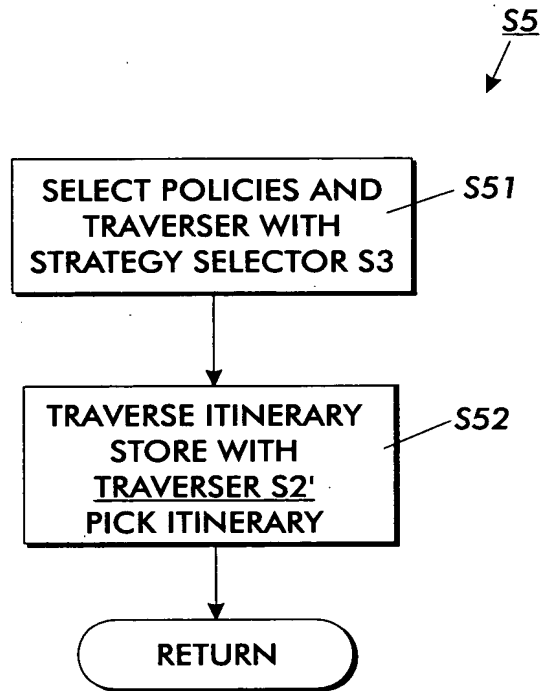 S5
SELECT POLICIES AND
TRAVERSER WITH
STRATEGY SELECTOR S3
S51
TRAVERSE ITINERARY
STORE WITH
TRAVERSER S2'
PICK ITINERARY
S52
RETURN